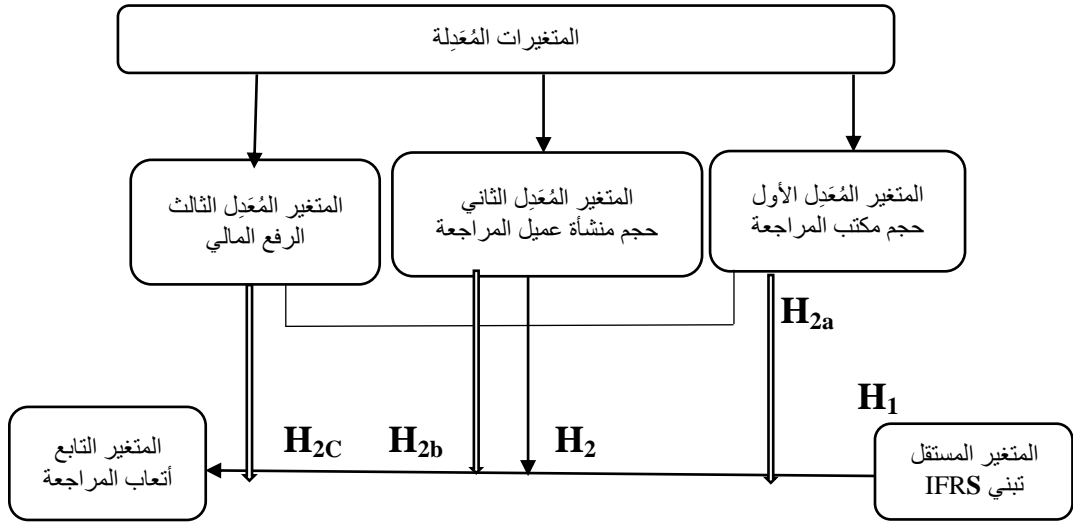 المتغيرات المُعَدِلة
المتغير المُعَدِل الأول
حجم مكتب المراجعة
المتغير المُعَدِل الثاني
حجم منشأة عميل المراجعة
المتغير المُعَدِل الثالث
الرفع المالي
H2a
H1
H2
H2b
H2C
المتغير المستقل
تبني IFRS
المتغير التابع
أتعاب المراجعة